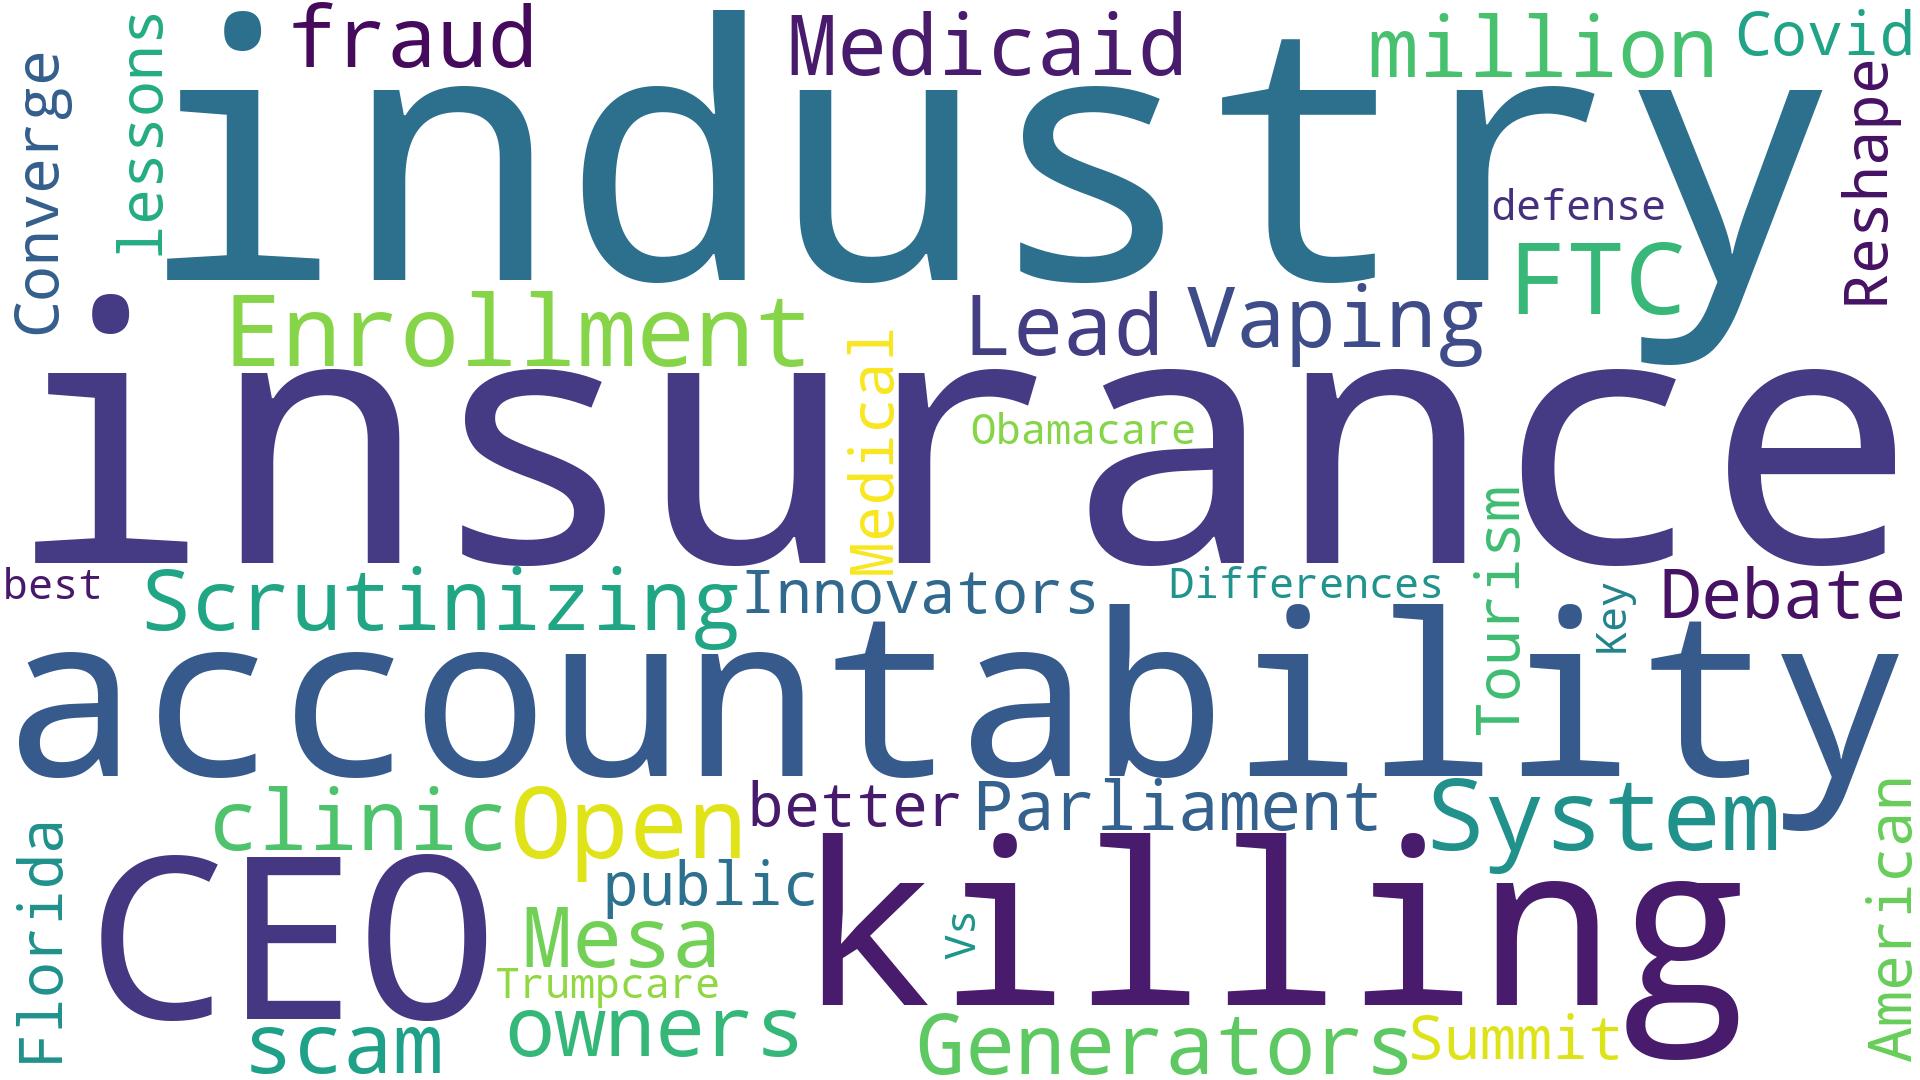 fraud
Medicaid
million
Covid
Converge
lessons
industry
Reshape
defense
FTC
Enrollment
Lead
Vaping
insurance
Medical
Obamacare
Tourism
best
Scrutinizing
Innovators
Differences
Key
Debate
accountability
clinic
Open
better
Parliament
System
Florida
CEO
public
killing
American
Mesa
Vs
Trumpcare
scam
owners
Generators
Summit